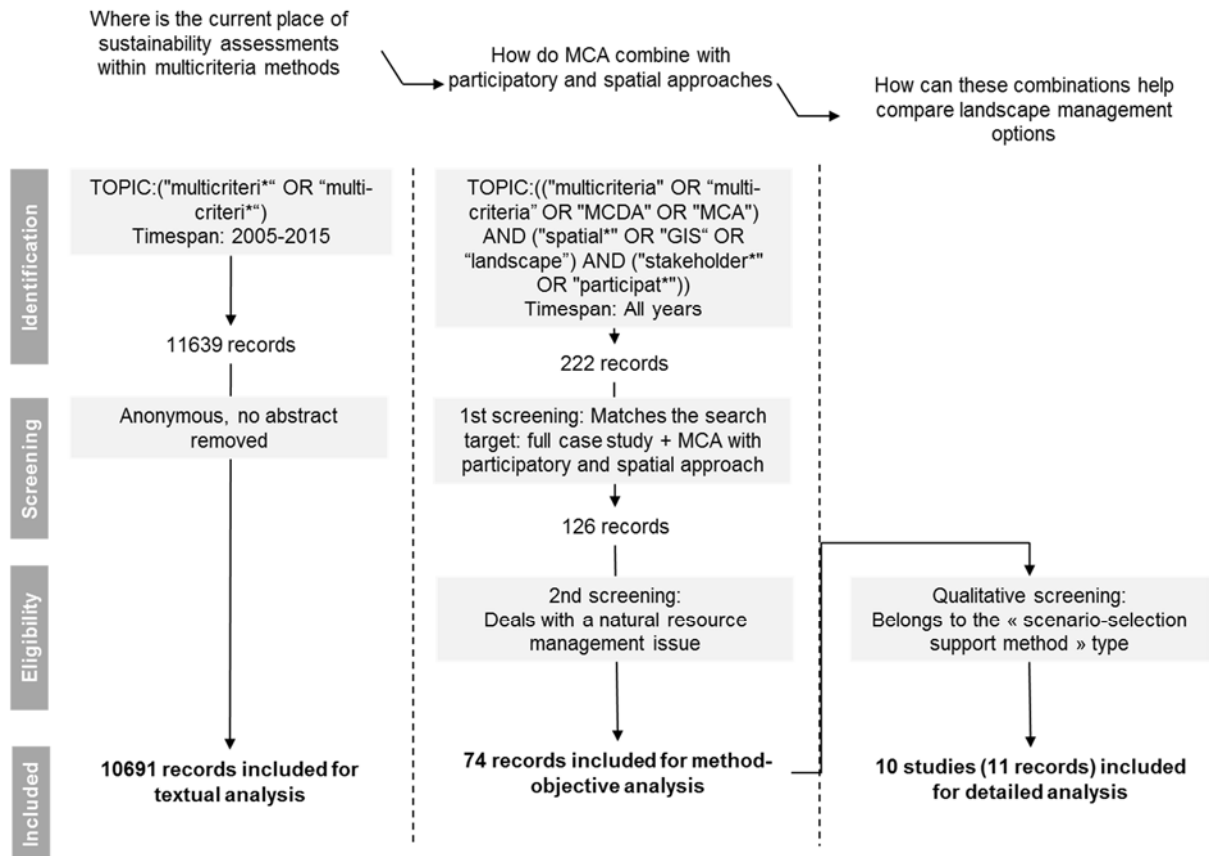 Where is the current place of
sustainability assessments
within multicriteria methods
How do MCA combine with
participatory and spatial approaches
How can these combinations help
compare landscape management
options
Identification
TOPIC:("multicriteri*“ OR “multi-
criteri*“)
Timespan: 2005-2015
11639 records
TOPIC:(("multicriteria" OR “multi-
criteria” OR "MCDA" OR "MCA")
AND ("spatial*" OR "GIS“ OR
“landscape”) AND ("stakeholder*"
OR "participat*"))
Timespan: All years
222 records
Screening
Anonymous, no abstract
removed
1st screening: Matches the search
target: full case study + MCA with
participatory and spatial approach
126 records
Eligibility
2nd screening:
Deals with a natural resource
management issue
Qualitative screening:
Belongs to the « scenario-selection
support method » type
Included
10691 records included for
textual analysis
74 records included for method-
objective analysis
10 studies (11 records) included
for detailed analysis